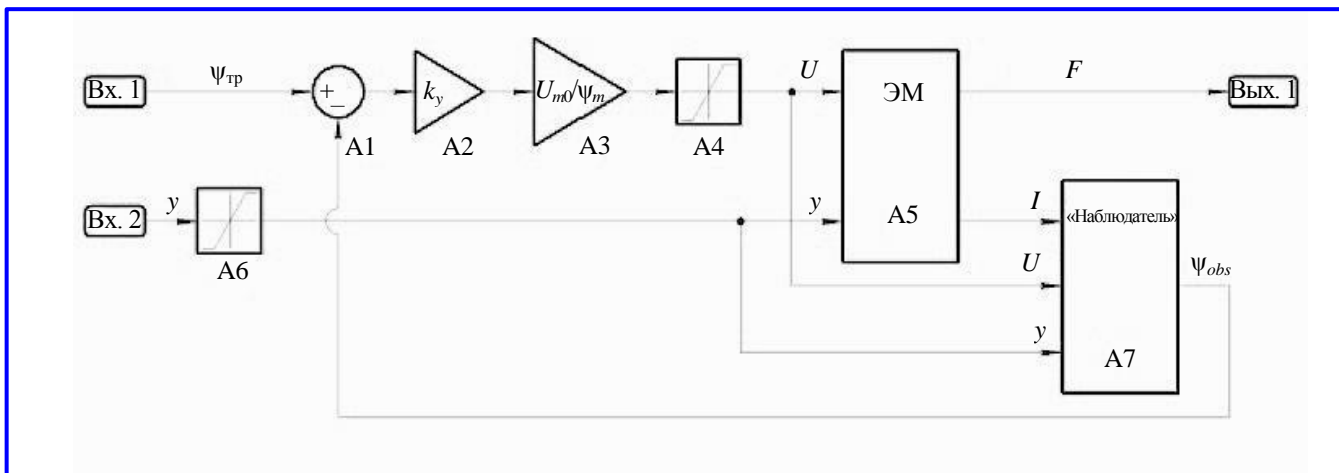 Вх. 1
ψтр
+
–
A1
ky
A2
Um0/ψm
A3
A4
U
ЭМ
F
Вых. 1
Вх. 2
y
A6
y
A5
I
«Наблюдатель»
U
ψobs
y
A7